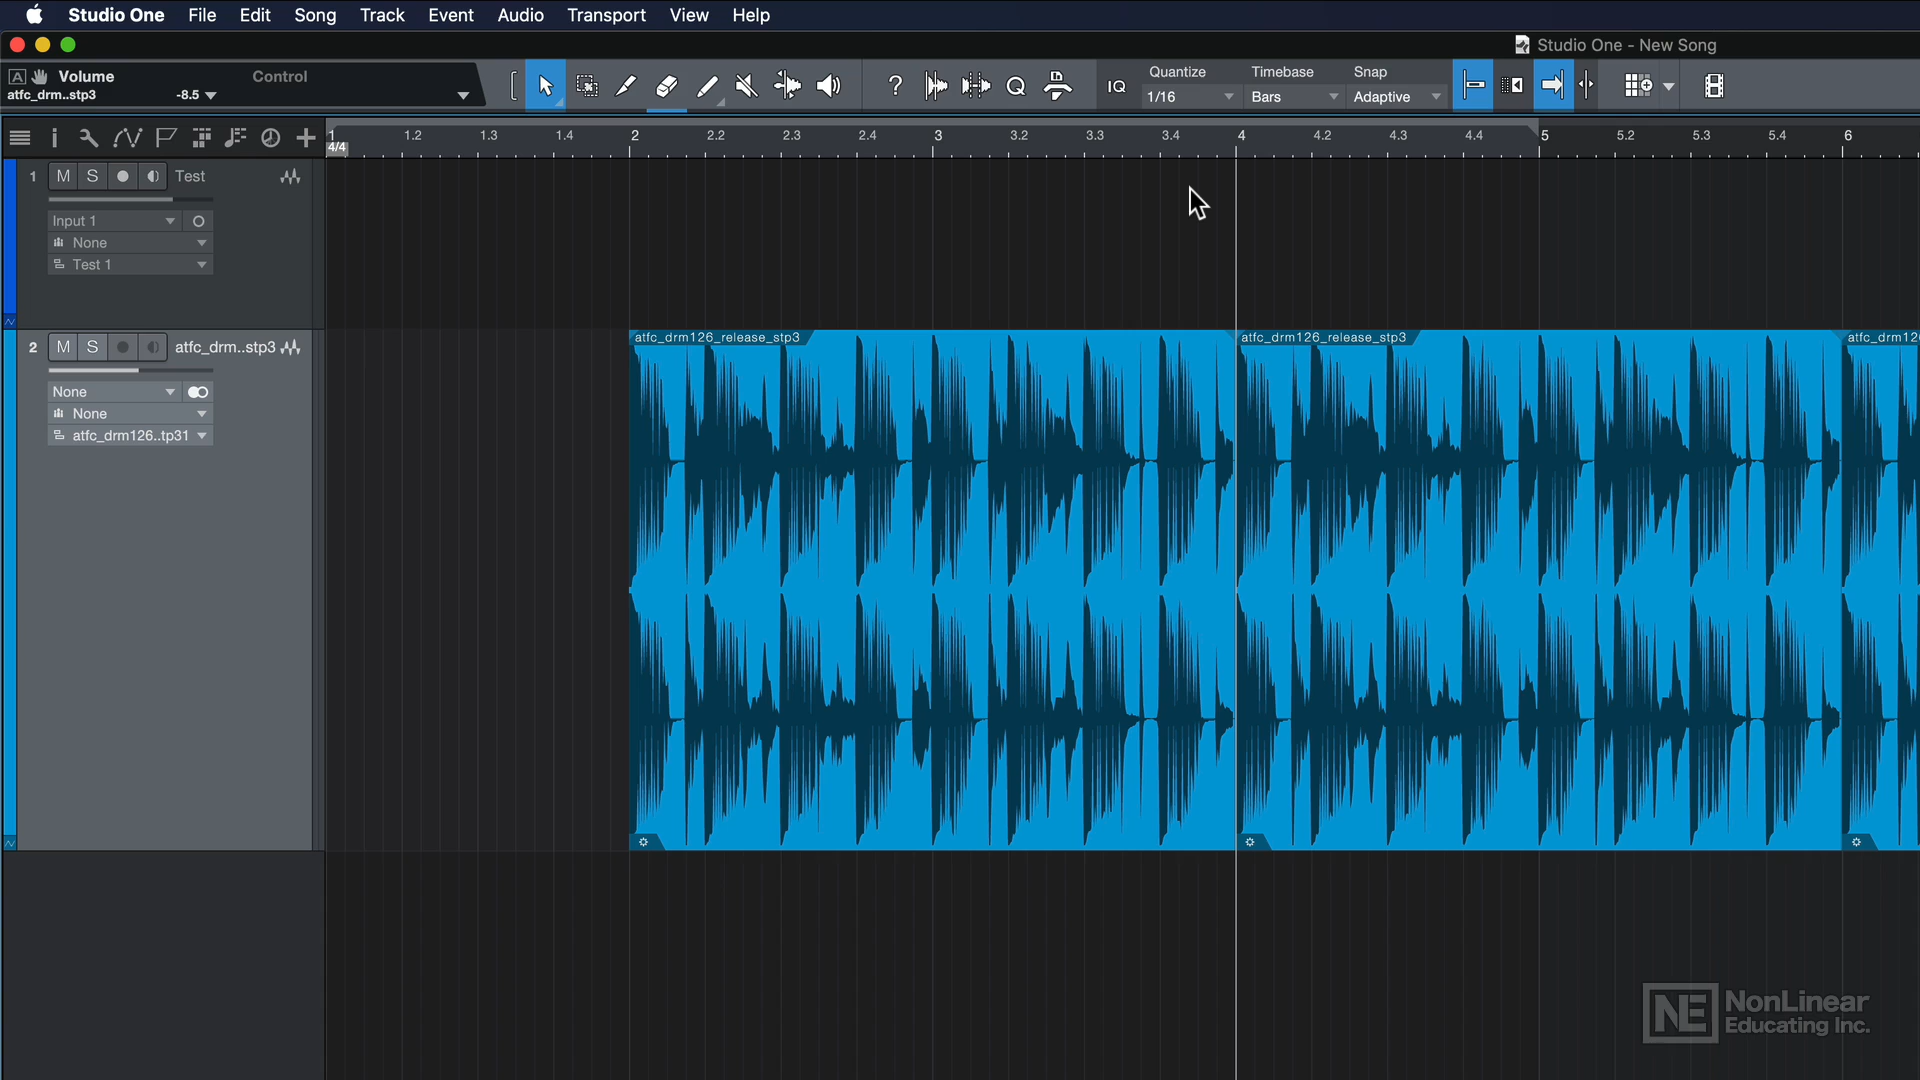 Studio One File Edit Song Track Event Audio Transport View Help
Studio One - New Song
A Volume Control
atfc_drm..stp3 -8.5
? Q IQ
Quantize Timebase Snap
1/16 Bars Adaptive
1 1.2 1.3 1.4 2 2.2 2.3 2.4 3 3.2 3.3 3.4 4 4.2 4.3 4.4 5 5.2 5.3 5.4 6
4/4
1 M S Test
Input 1
None
Test 1
2 M S atfc_drm..stp3
None
None
atfc_drm126..tp31
atfc_drm126_release_stp3 atfc_drm126_release_stp3 atfc_drm12
NE NonLinear
Educating Inc.